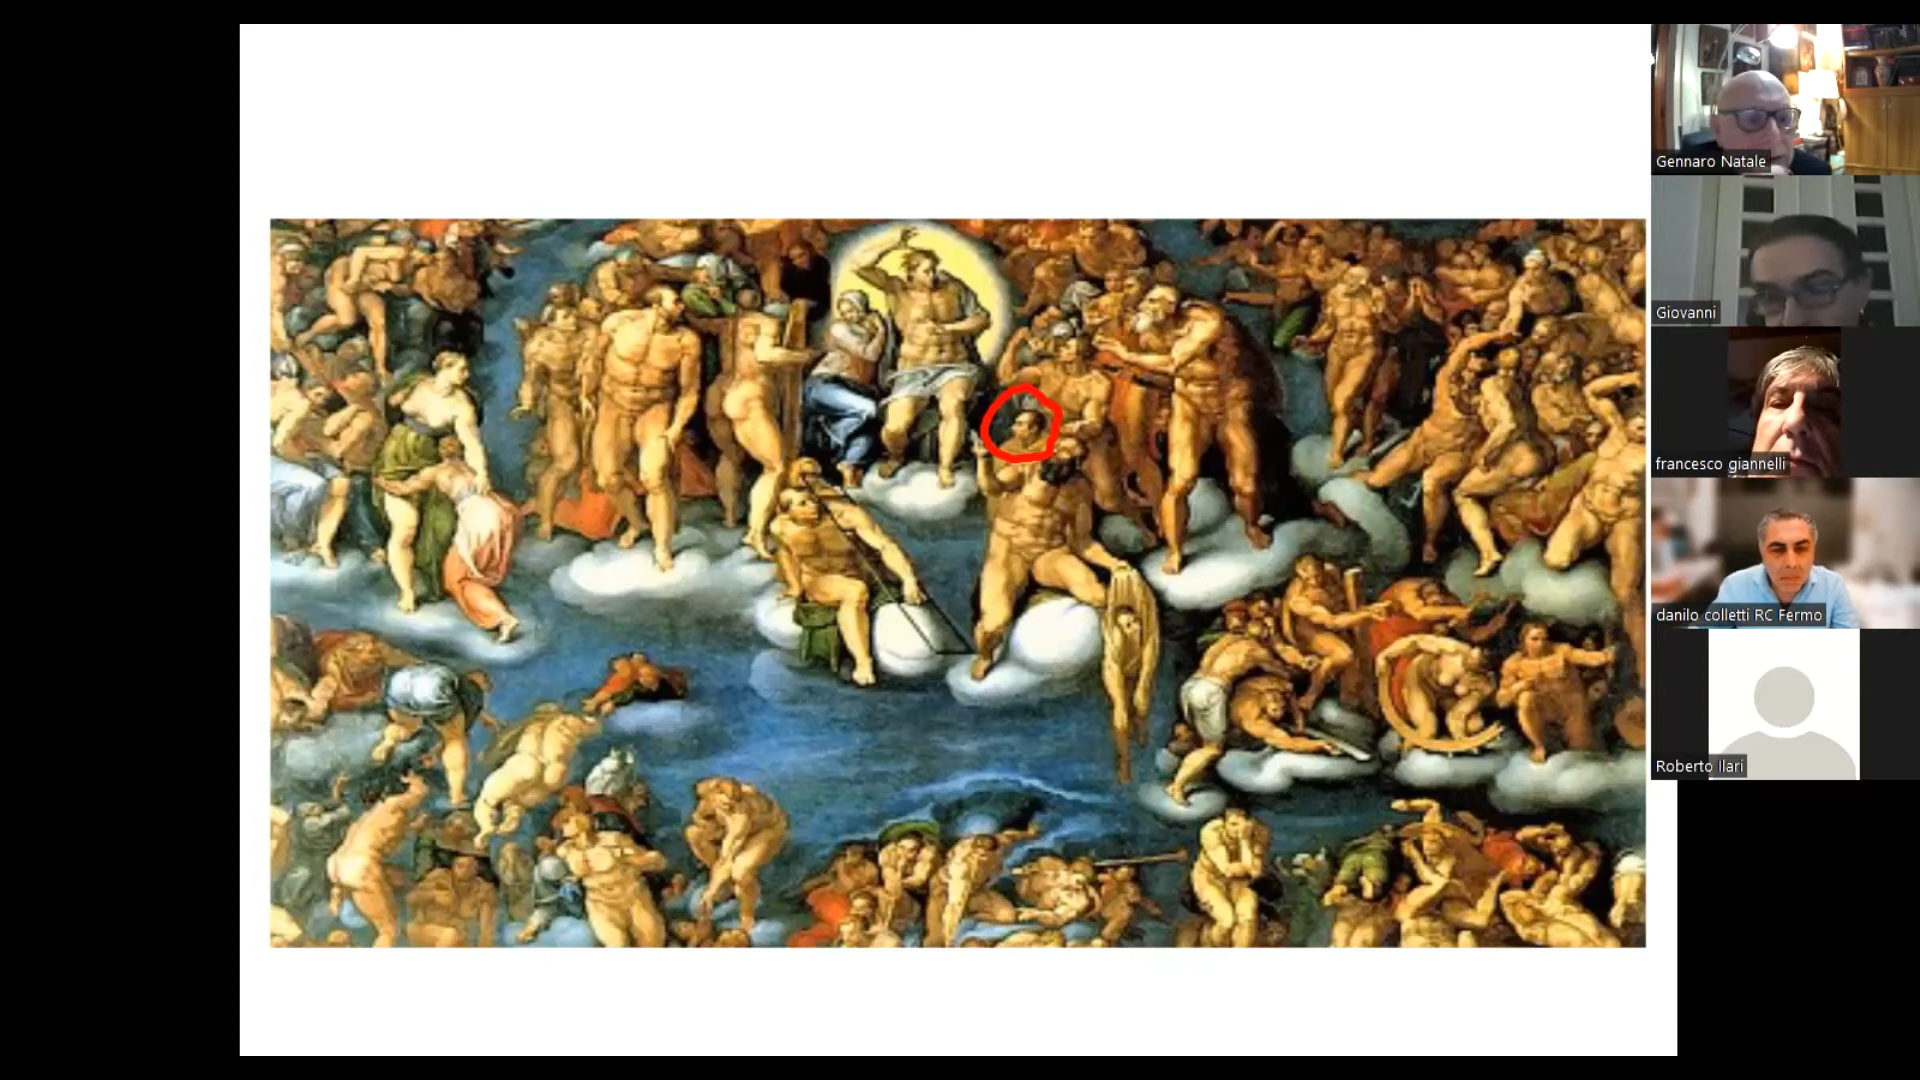 Gennaro Natale
Giovanni
francesco giannelli
danilo colletti RC Fermo
Roberto Ilari